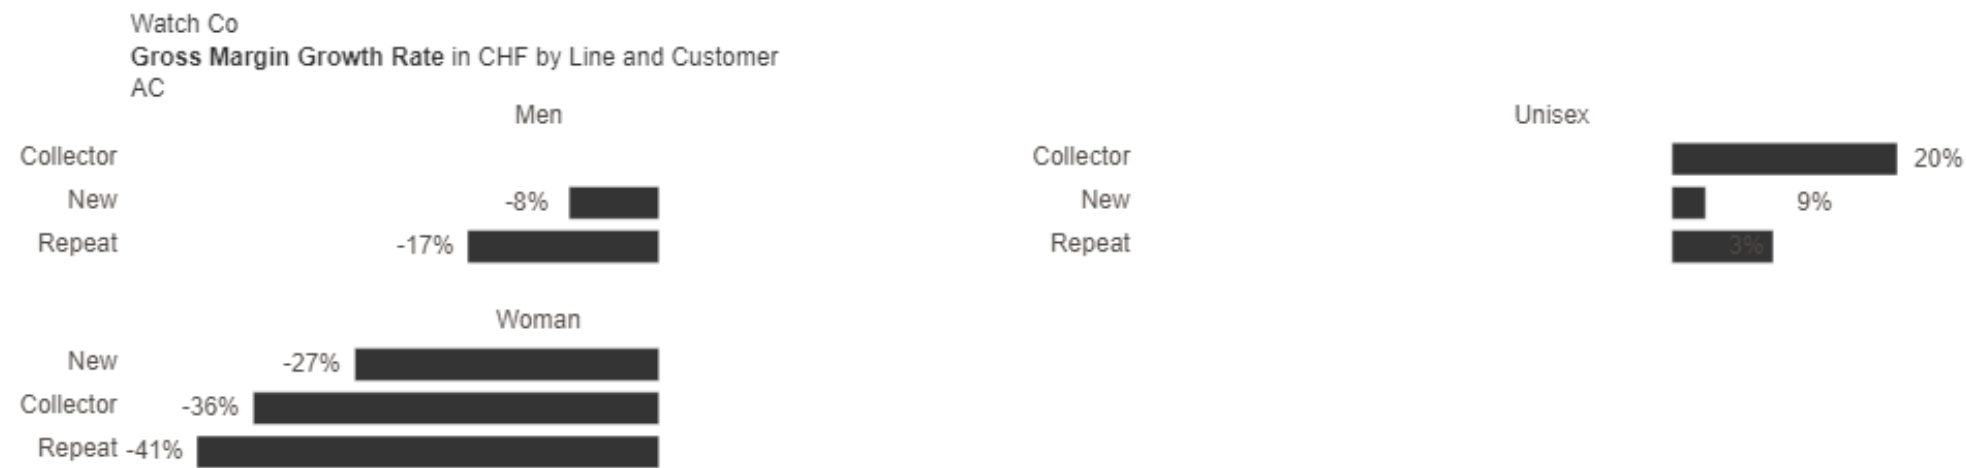 Watch Co
Gross Margin Growth Rate in CHF by Line and Customer
AC
Men
Collector
New -8%
Repeat -17%
Unisex
Collector 20%
New 9%
Repeat 3%
Woman
New -27%
Collector -36%
Repeat -41%